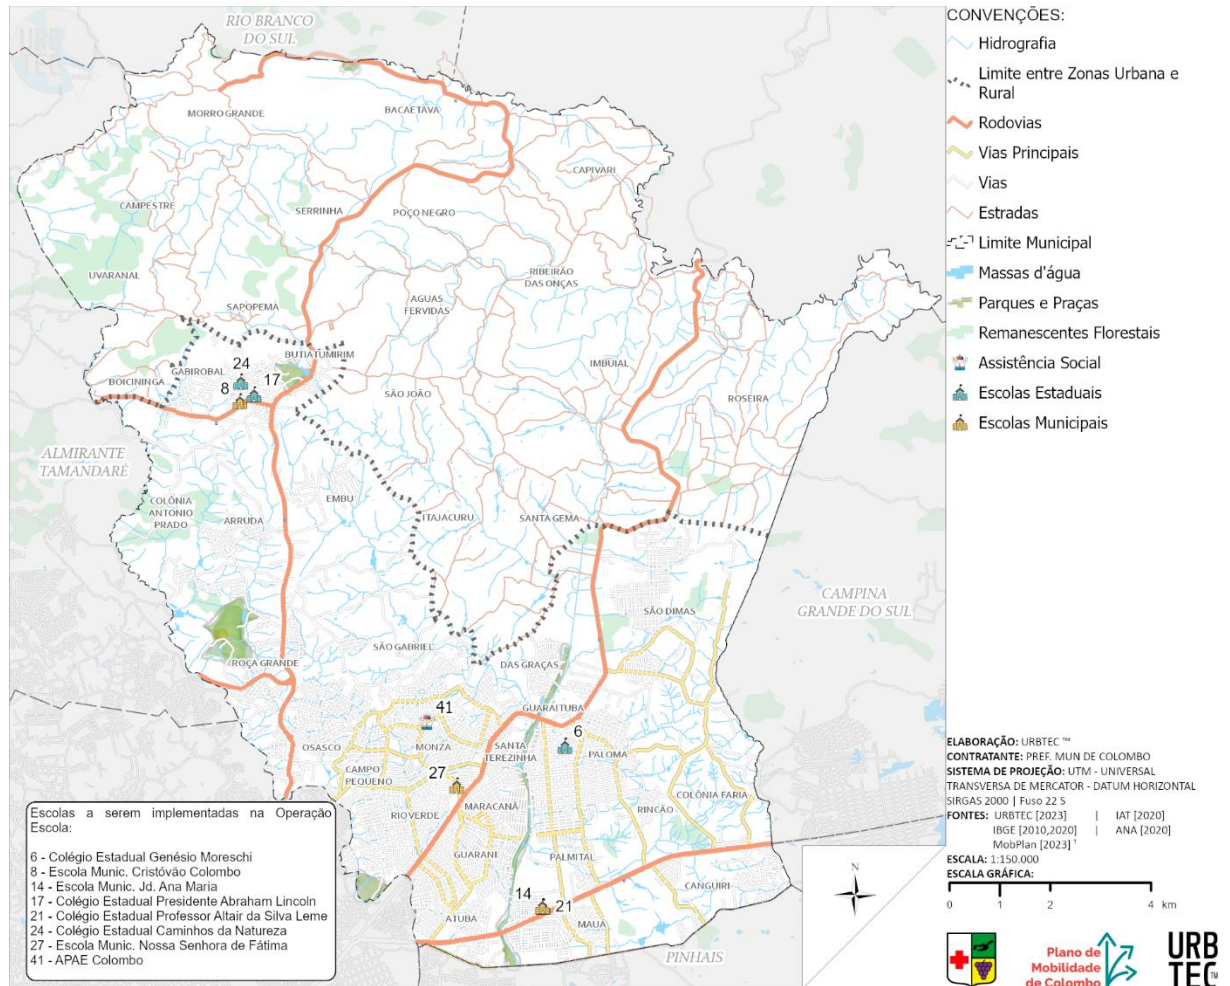 RIO BRANCO
DO SUL
MORRO GRANDE
BACAETAVA
CAPIVARI
CAMPESTRE
SERRINHA
POÇO NEGRO
UVARANAL
RIBEIRÃO
DAS ONÇAS
SAPOPEMA
AGUAS
FERVIDAS
BUTIATUMIRIM
24
GABIROBAL
17
IMBUIAL
BOICININGA
8
SÃO JOÃO
ROSEIRA
ALMIRANTE
TAMANDARÉ
COLÔNIA
ANTONIO
PRADO
EMBU
ARRUDA
ITAJACURU
SANTA GEMA
CAMPINA
GRANDE DO SUL
SÃO DIMAS
SÃO GABRIEL
ROÇA GRANDE
DAS GRAÇAS
41
GUARAITUBA
6
OSASCO
MONZA
SANTA
TEREZINHA
PALOMA
CAMPO
PEQUENO
27
COLÔNIA FARIA
MARACANÃ
RINCÃO
RIOVERDE
GUARANI
PALMITAL
CANGUIRI
14
21
ATUBA
MAUÁ
PINHAIS
Escolas a serem implementadas na Operação
Escola:
6 - Colégio Estadual Genésio Moreschi
8 - Escola Munic. Cristóvão Colombo
14 - Escola Munic. Jd. Ana Maria
17 - Colégio Estadual Presidente Abraham Lincoln
21 - Colégio Estadual Professor Altair da Silva Leme
24 - Colégio Estadual Caminhos da Natureza
27 - Escola Munic. Nossa Senhora de Fátima
41 - APAE Colombo
CONVENÇÕES:
Hidrografia
Limite entre Zonas Urbana e
Rural
Rodovias
Vias Principais
Vias
Estradas
Limite Municipal
Massas d'água
Parques e Praças
Remanescentes Florestais
Assistência Social
Escolas Estaduais
Escolas Municipais
ELABORAÇÃO: URBTEC ™
CONTRATANTE: PREF. MUN DE COLOMBO
SISTEMA DE PROJEÇÃO: UTM - UNIVERSAL
TRANSVERSA DE MERCATOR - DATUM HORIZONTAL
SIRGAS 2000 | Fuso 22 S
FONTES: URBTEC [2023] | IAT [2020]
IBGE [2010,2020] | ANA [2020]
MobPlan [2023] ¹
ESCALA: 1:150.000
ESCALA GRÁFICA:
0 1 2 4 km
N
Plano de
Mobilidade
de Colombo
URB
TEC™
URB
TEC